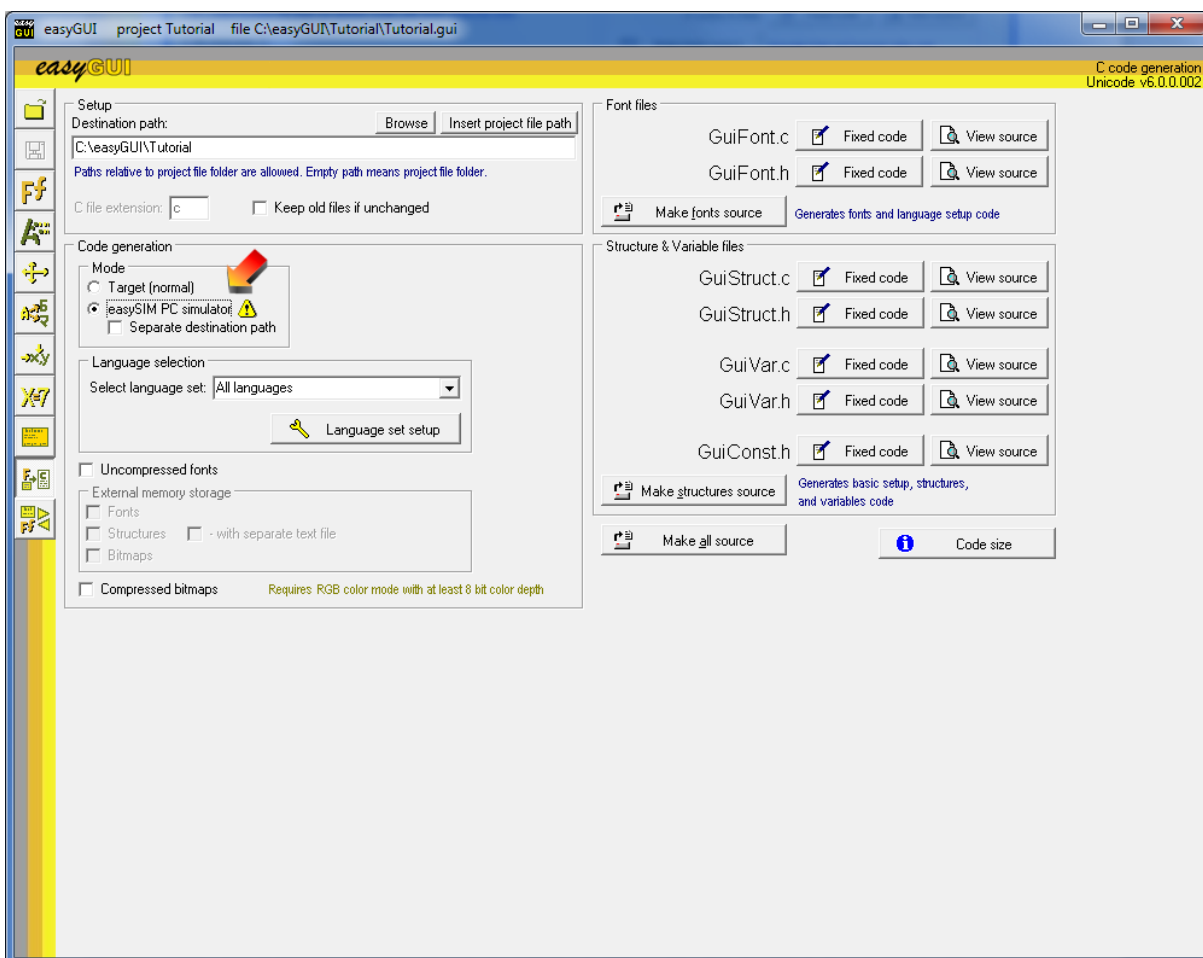 easyGUI project Tutorial file C:\easyGUI\Tutorial\Tutorial.gui
easyGUI
C code generation
Unicode v6.0.0.002
Setup
Destination path:
Browse
Insert project file path
C:\easyGUI\Tutorial
Paths relative to project file folder are allowed. Empty path means project file folder.
C file extension: c
Keep old files if unchanged
Code generation
Mode
Target (normal)
easySIM PC simulator
Separate destination path
Language selection
Select language set: All languages
Language set setup
Uncompressed fonts
External memory storage
Fonts
Structures - with separate text file
Bitmaps
Compressed bitmaps Requires RGB color mode with at least 8 bit color depth
Font files
GuiFont.c Fixed code View source
GuiFont.h Fixed code View source
Make fonts source Generates fonts and language setup code
Structure & Variable files
GuiStruct.c Fixed code View source
GuiStruct.h Fixed code View source
GuiVar.c Fixed code View source
GuiVar.h Fixed code View source
GuiConst.h Fixed code View source
Make structures source Generates basic setup, structures,
and variables code
Make all source
Code size